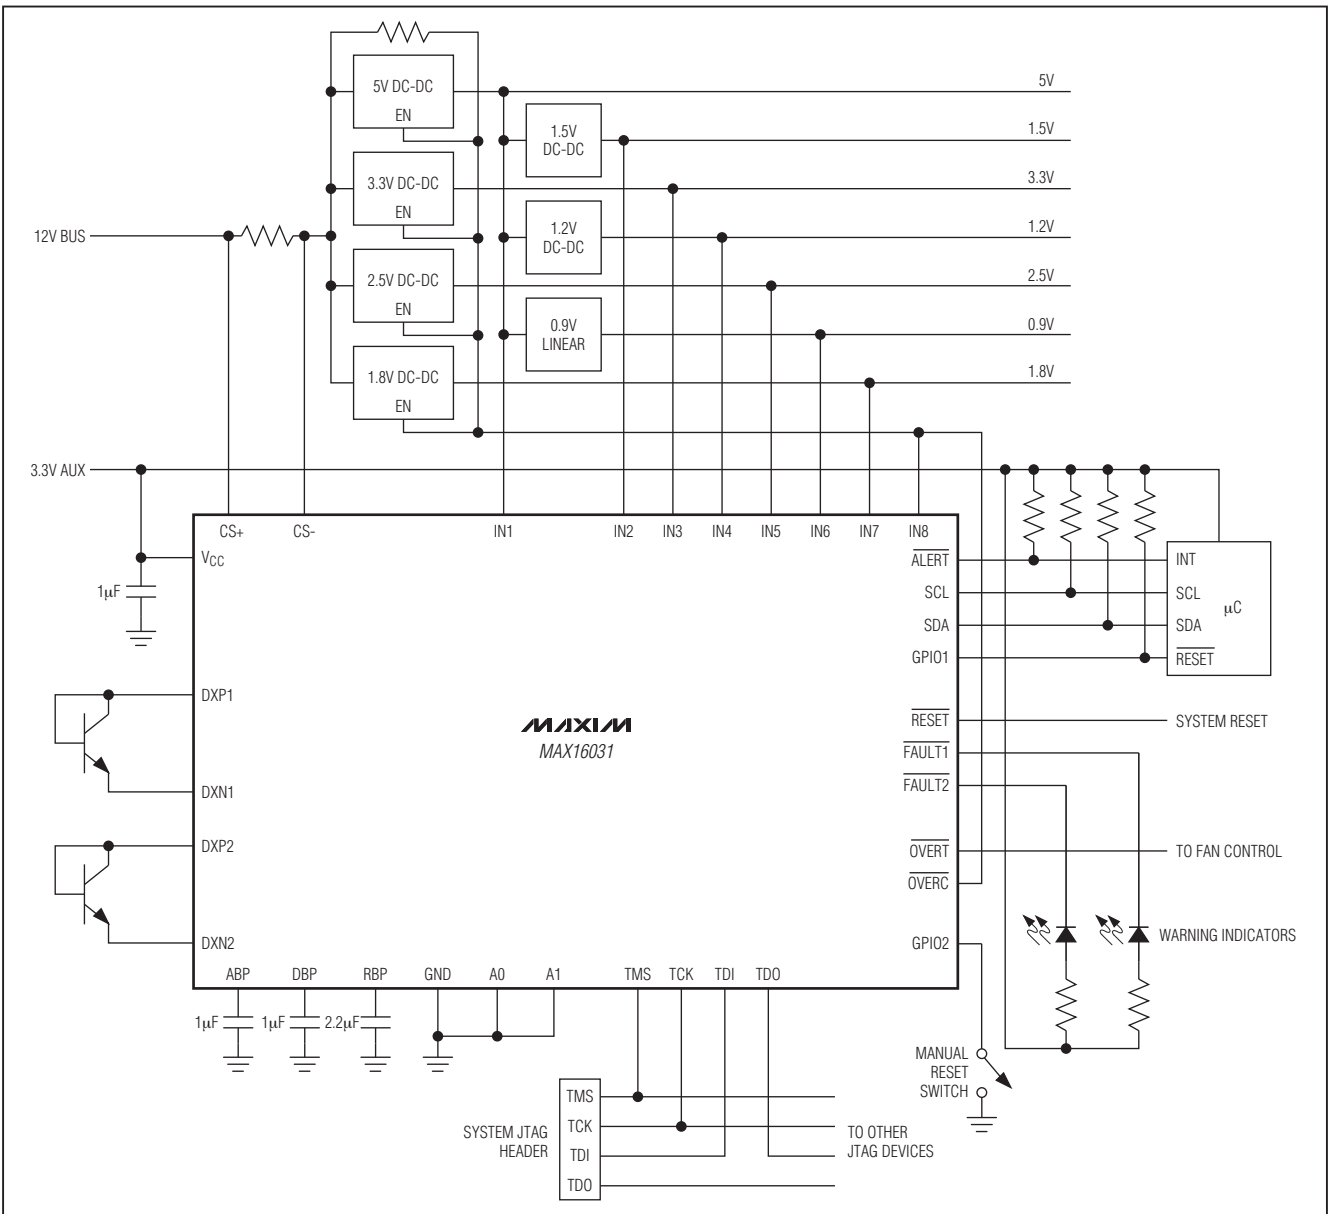 5V DC-DC
EN
5V
1.5V
DC-DC
1.5V
3.3V DC-DC
EN
3.3V
12V BUS
1.2V
DC-DC
1.2V
2.5V DC-DC
EN
2.5V
0.9V
LINEAR
0.9V
1.8V DC-DC
EN
1.8V
3.3V AUX
CS+
CS-
IN1
IN2
IN3
IN4
IN5
IN6
IN7
IN8
VCC
1µF
ALERT
SCL
SDA
GPIO1
INT
SCL
SDA
RESET
µC
DXP1
DXN1
DXP2
DXN2
MAXIM
MAX16031
RESET
SYSTEM RESET
FAULT1
FAULT2
OVERT
TO FAN CONTROL
OVERC
GPIO2
WARNING INDICATORS
ABP
DBP
RBP
GND
A0
A1
TMS
TCK
TDI
TDO
1µF
1µF
2.2µF
MANUAL
RESET
SWITCH
SYSTEM JTAG
HEADER
TMS
TCK
TDI
TDO
TO OTHER
JTAG DEVICES